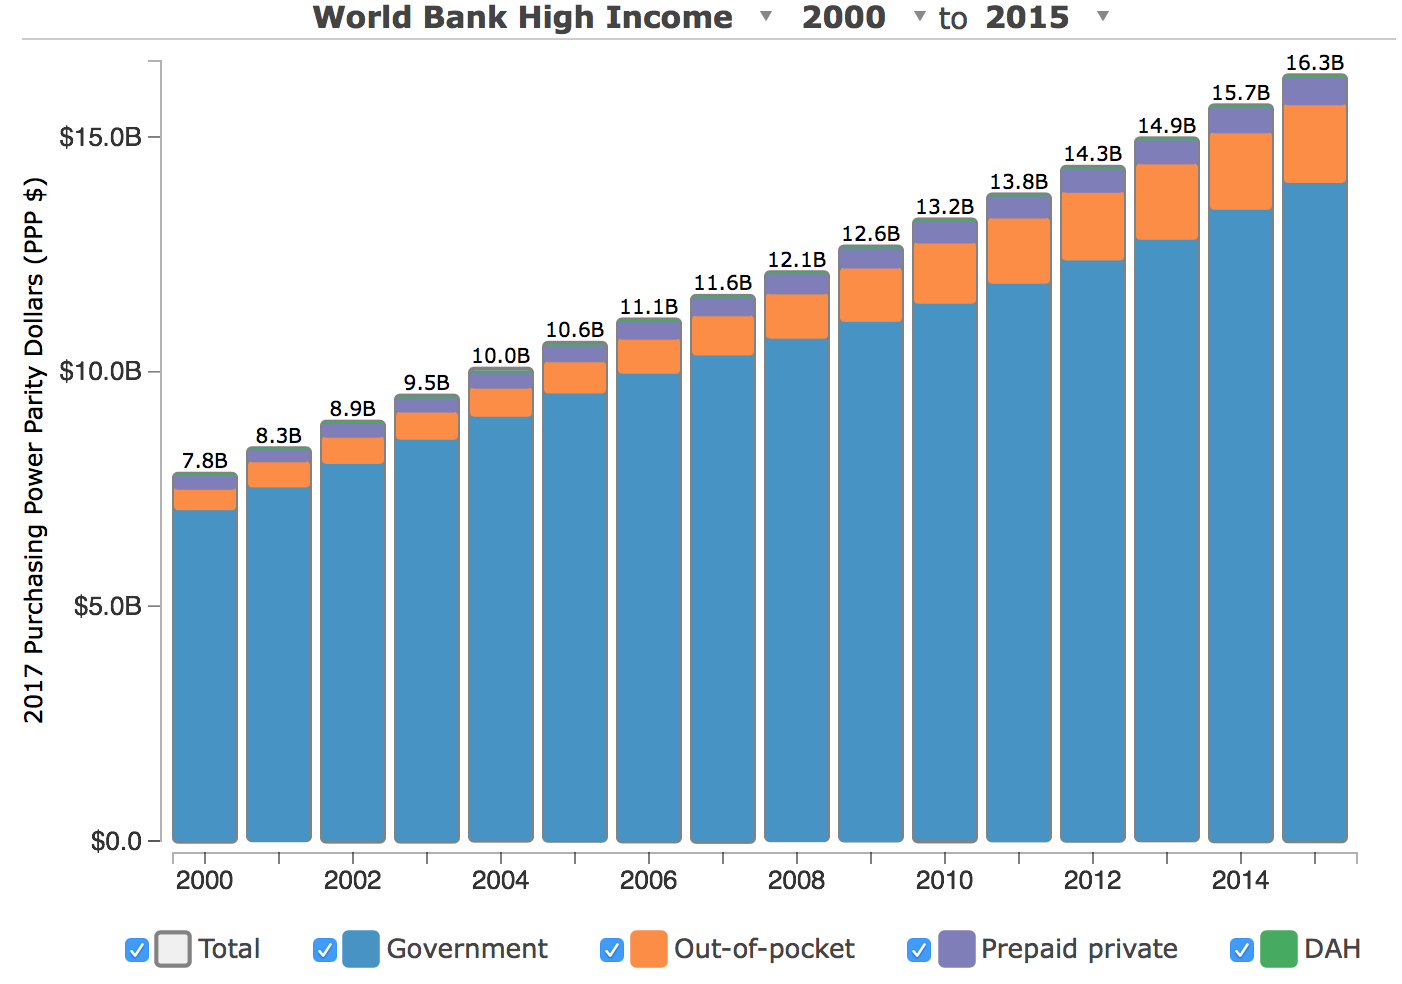 World Bank High Income 2000 to 2015
16.3B
15.7B
14.9B
14.3B
13.8B
13.2B
12.6B
12.1B
11.6B
11.1B
10.6B
10.0B
9.5B
8.9B
8.3B
7.8B
2017 Purchasing Power Parity Dollars (PPP $)
$15.0B
$10.0B
$5.0B
$0.0
2000 2002 2004 2006 2008 2010 2012 2014
Total Government Out-of-pocket Prepaid private DAH